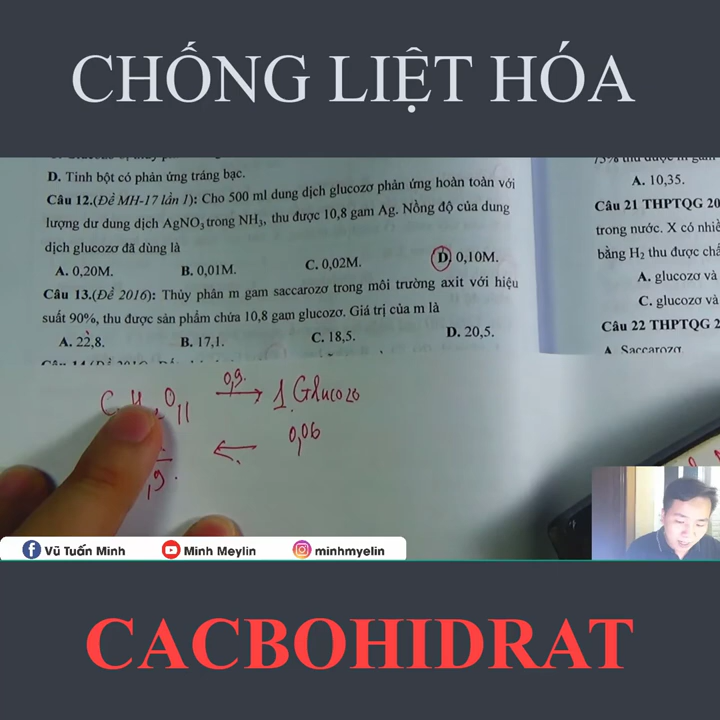 CHỐNG LIỆT HÓA
D. Tinh bột có phản ứng tráng bạc.
Câu 12.(Đề MH-17 lần 1): Cho 500 ml dung dịch glucozơ phản ứng hoàn toàn với
lượng dư dung dịch AgNO₃ trong NH₃, thu được 10,8 gam Ag. Nồng độ của dung
dịch glucozơ đã dùng là
A. 0,20M. B. 0,01M. C. 0,02M. D. 0,10M.
Câu 13.(Đề 2016): Thủy phân m gam saccarozơ trong môi trường axit với hiệu
suất 90%, thu được sản phẩm chứa 10,8 gam glucozơ. Giá trị của m là
A. 22,8. B. 17,1. C. 18,5. D. 20,5.
75% thu được m gam
A. 10,35.
Câu 21 THPTQG 20
trong nước. X có nhiề
bằng H₂ thu được chấ
A. glucozơ và
C. glucozơ và
Câu 22 THPTQG 2
A. Saccarozơ.
0,9
1 Glucozo
0,06
Vũ Tuấn Minh Minh Meylin minhmyelin
CACBOHIDRAT